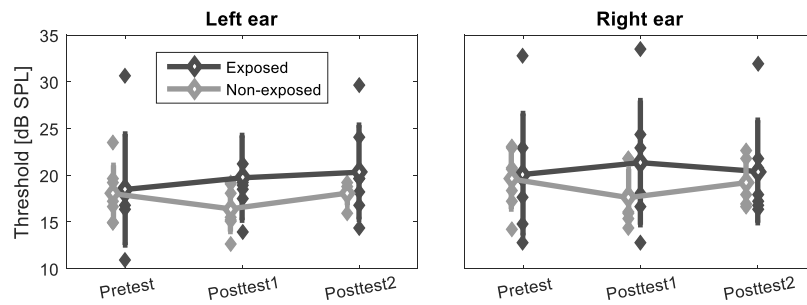 Left ear
Right ear
Threshold [dB SPL]
35
30
25
20
15
10
Exposed
Non-exposed
Pretest
Posttest1
Posttest2
Pretest
Posttest1
Posttest2